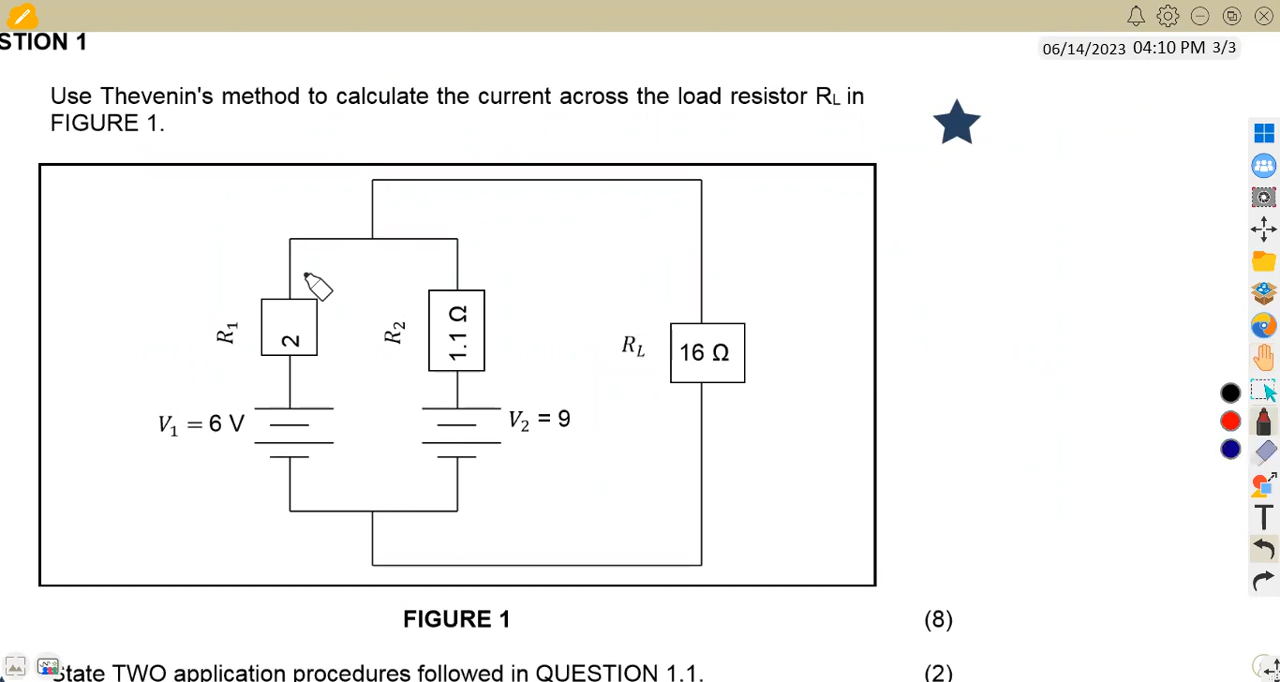 STION 1
06/14/2023 04:10 PM 3/3
Use Thevenin's method to calculate the current across the load resistor RL in
FIGURE 1.
R1
2
R2
1.1 Ω
RL
16 Ω
V1 = 6 V
V2 = 9
FIGURE 1
(8)
State TWO application procedures followed in QUESTION 1.1.
(2)
T